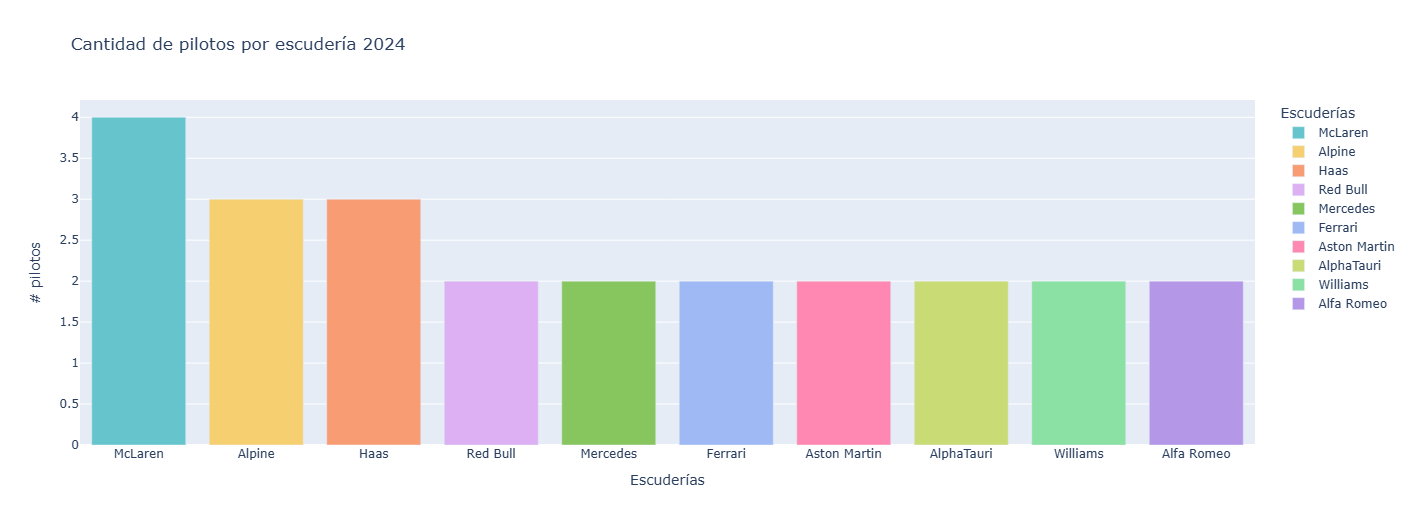 Cantidad de pilotos por escudería 2024
# pilotos
4
3.5
3
2.5
2
1.5
1
0.5
0
McLaren
Alpine
Haas
Red Bull
Mercedes
Ferrari
Aston Martin
AlphaTauri
Williams
Alfa Romeo
Escuderías
Escuderías
McLaren
Alpine
Haas
Red Bull
Mercedes
Ferrari
Aston Martin
AlphaTauri
Williams
Alfa Romeo